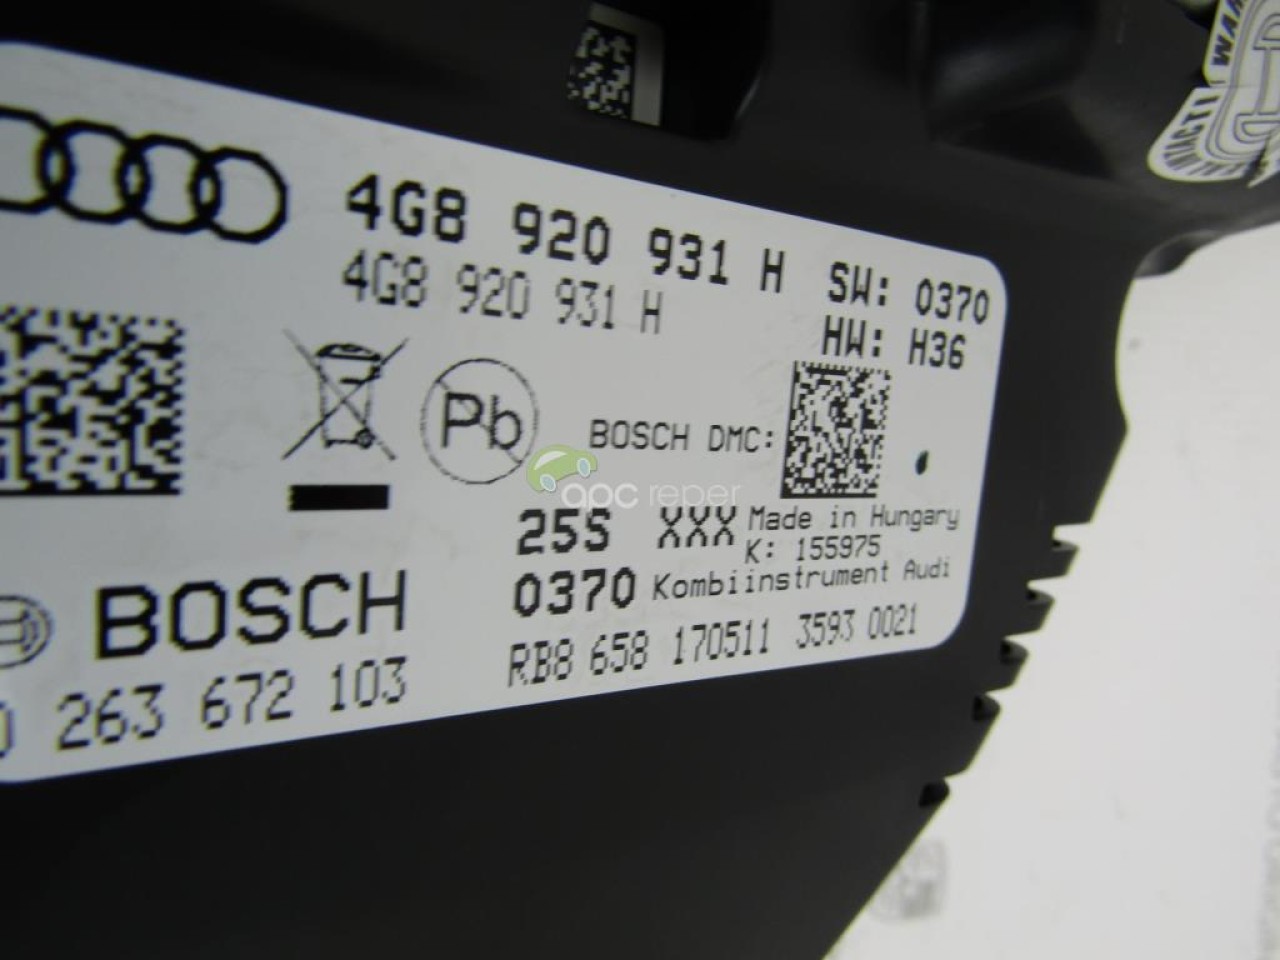 4G8 920 931 H SW: 0370
4G8 920 931 H HW: H36
Pb
BOSCH DMC:
apc reper
25S XXX Made in Hungary
K: 155975
0370 Kombiinstrument Audi
BOSCH
RB8 658 170511 3593 0021
0 263 672 103